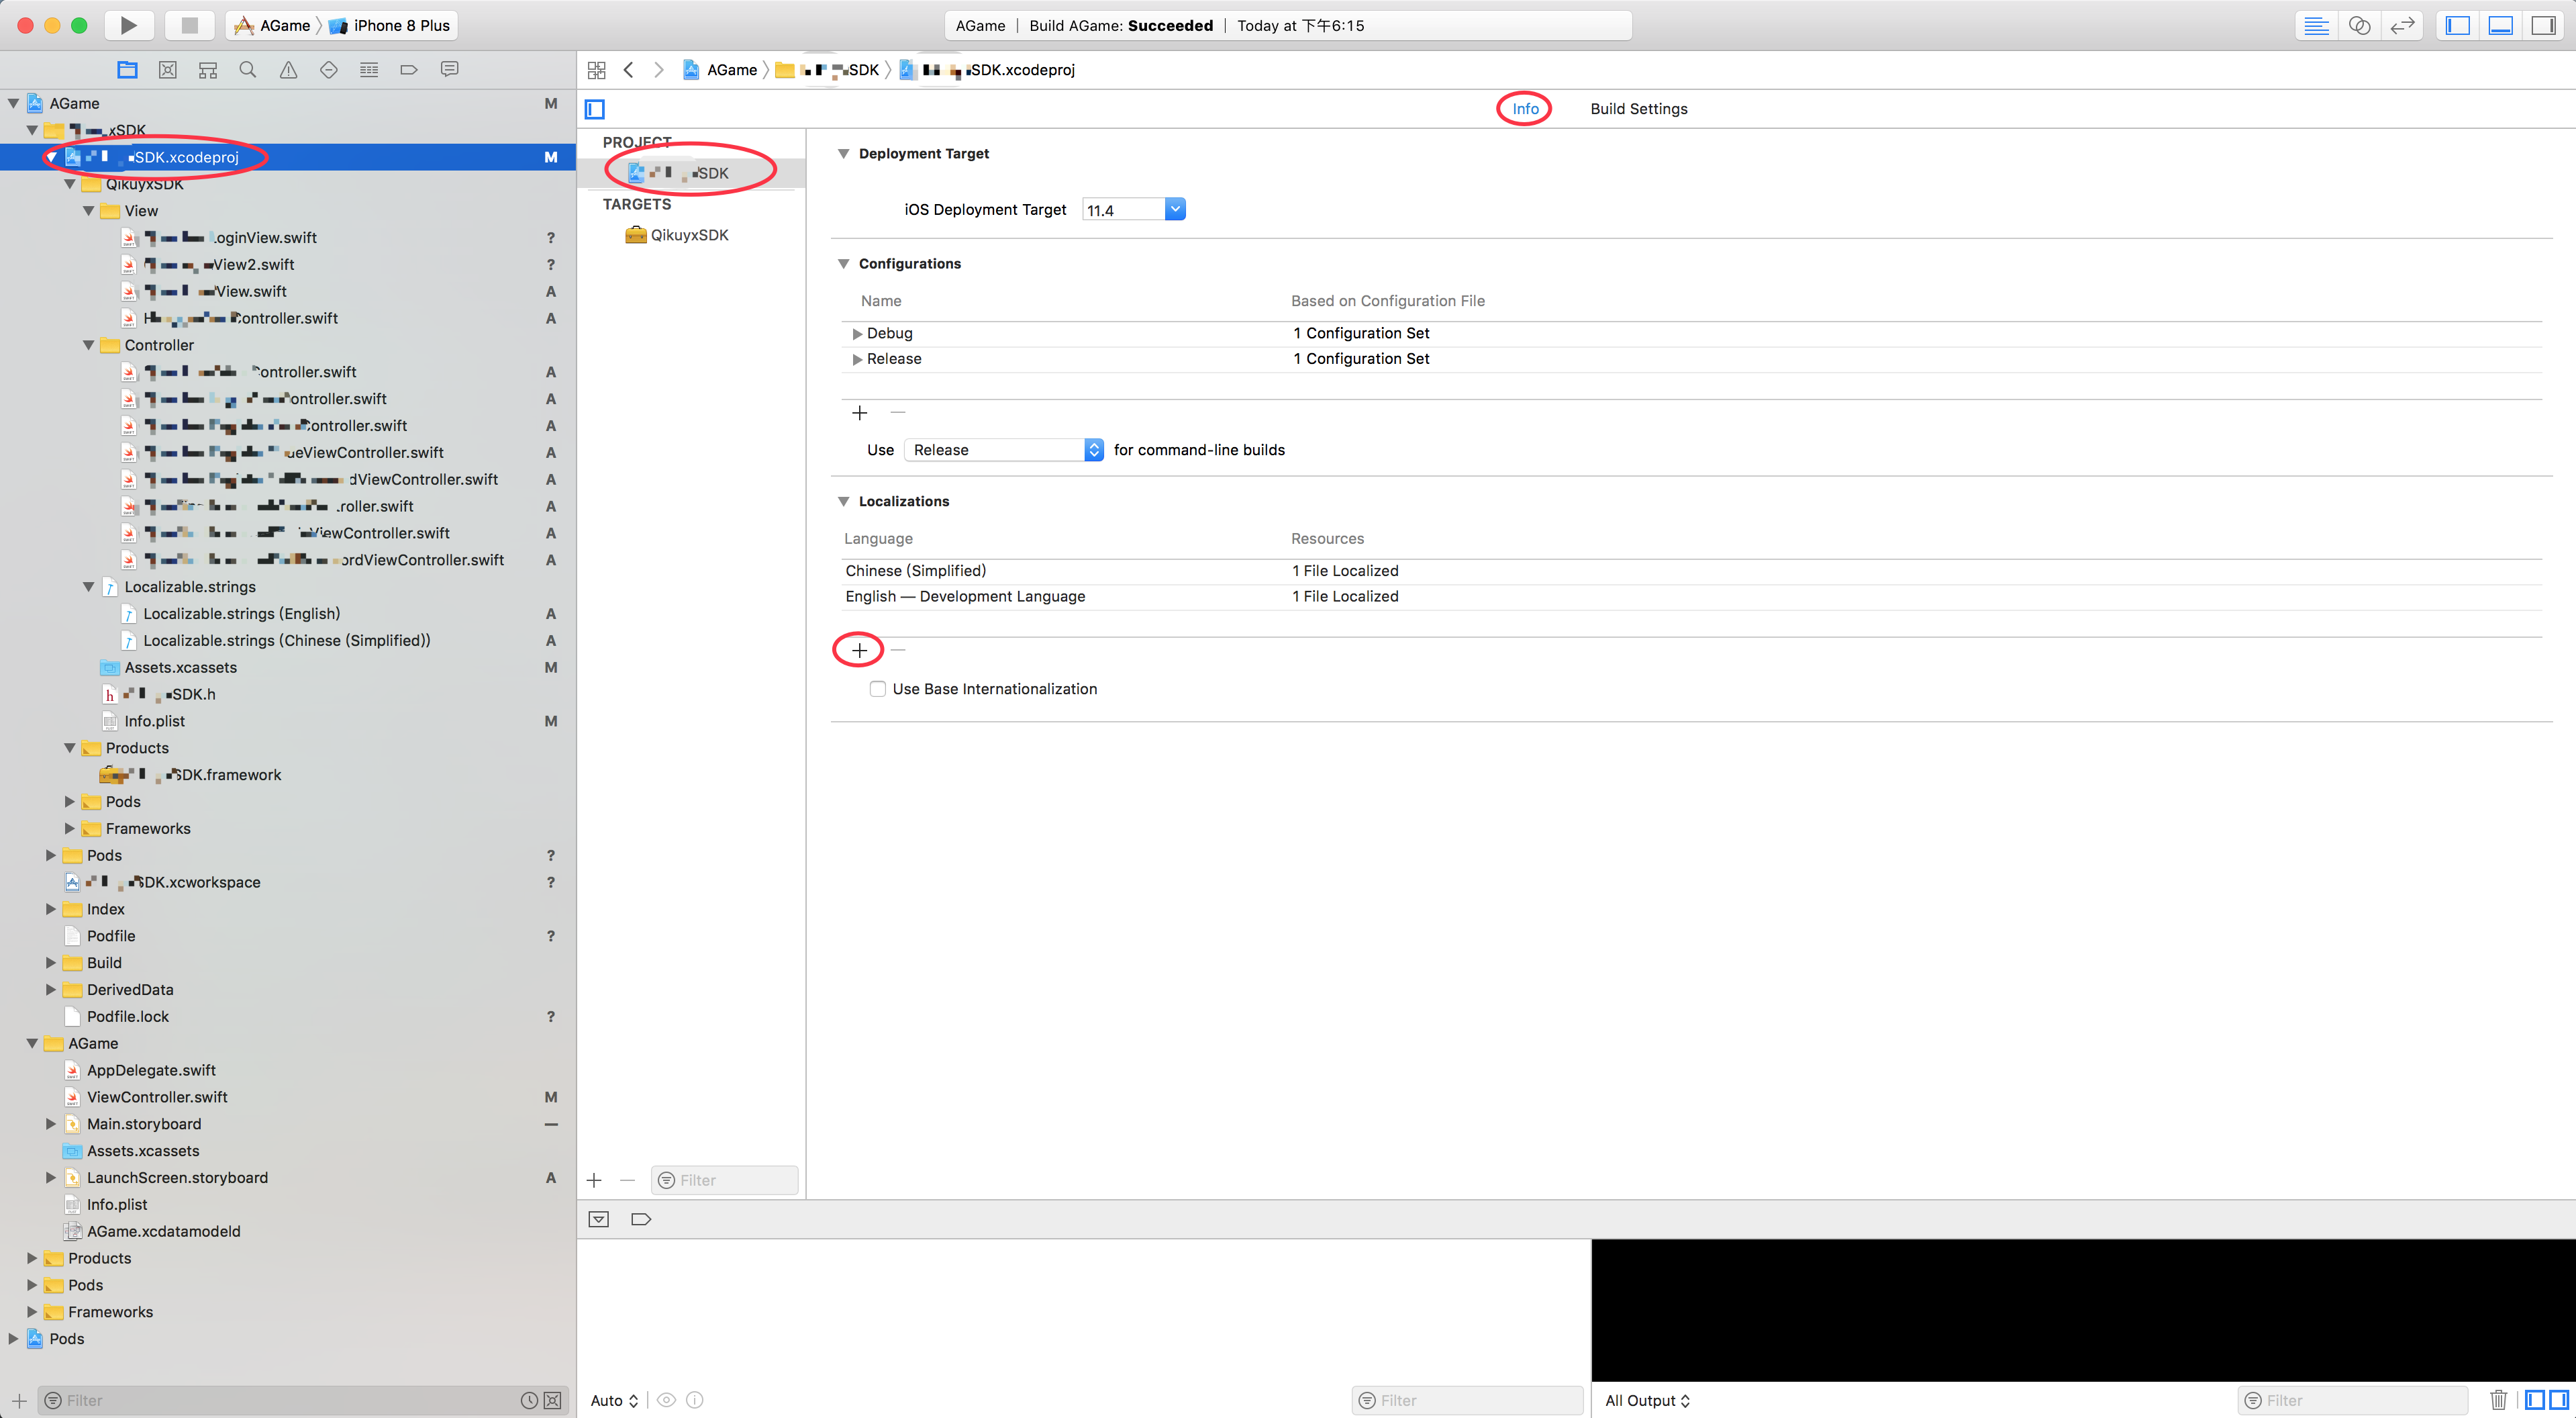 AGame iPhone 8 Plus
AGame Build AGame: Succeeded Today at 下午6:15
AGame SDK SDK.xcodeproj
AGame M
xSDK
SDK.xcodeproj M
QikuyxSDK
View
LoginView.swift ?
View2.swift ?
View.swift A
Controller.swift A
Controller
Controller.swift A
Controller.swift A
Controller.swift A
ueViewController.swift A
dViewController.swift A
roller.swift A
ViewController.swift A
ordViewController.swift A
Localizable.strings
Localizable.strings (English) A
Localizable.strings (Chinese (Simplified)) A
Assets.xcassets M
SDK.h
Info.plist M
Products
SDK.framework
Pods
Frameworks
Pods ?
SDK.xcworkspace ?
Index
Podfile ?
Build
DerivedData
Podfile.lock ?
AGame
AppDelegate.swift
ViewController.swift M
Main.storyboard
Assets.xcassets
LaunchScreen.storyboard A
Info.plist
AGame.xcdatamodeld
Products
Pods
Frameworks
Pods
Filter
PROJECT
SDK
TARGETS
QikuyxSDK
Filter
Info Build Settings
Deployment Target
iOS Deployment Target 11.4
Configurations
Name Based on Configuration File
Debug 1 Configuration Set
Release 1 Configuration Set
Use Release for command-line builds
Localizations
Language Resources
Chinese (Simplified) 1 File Localized
English — Development Language 1 File Localized
Use Base Internationalization
Auto Filter
All Output Filter